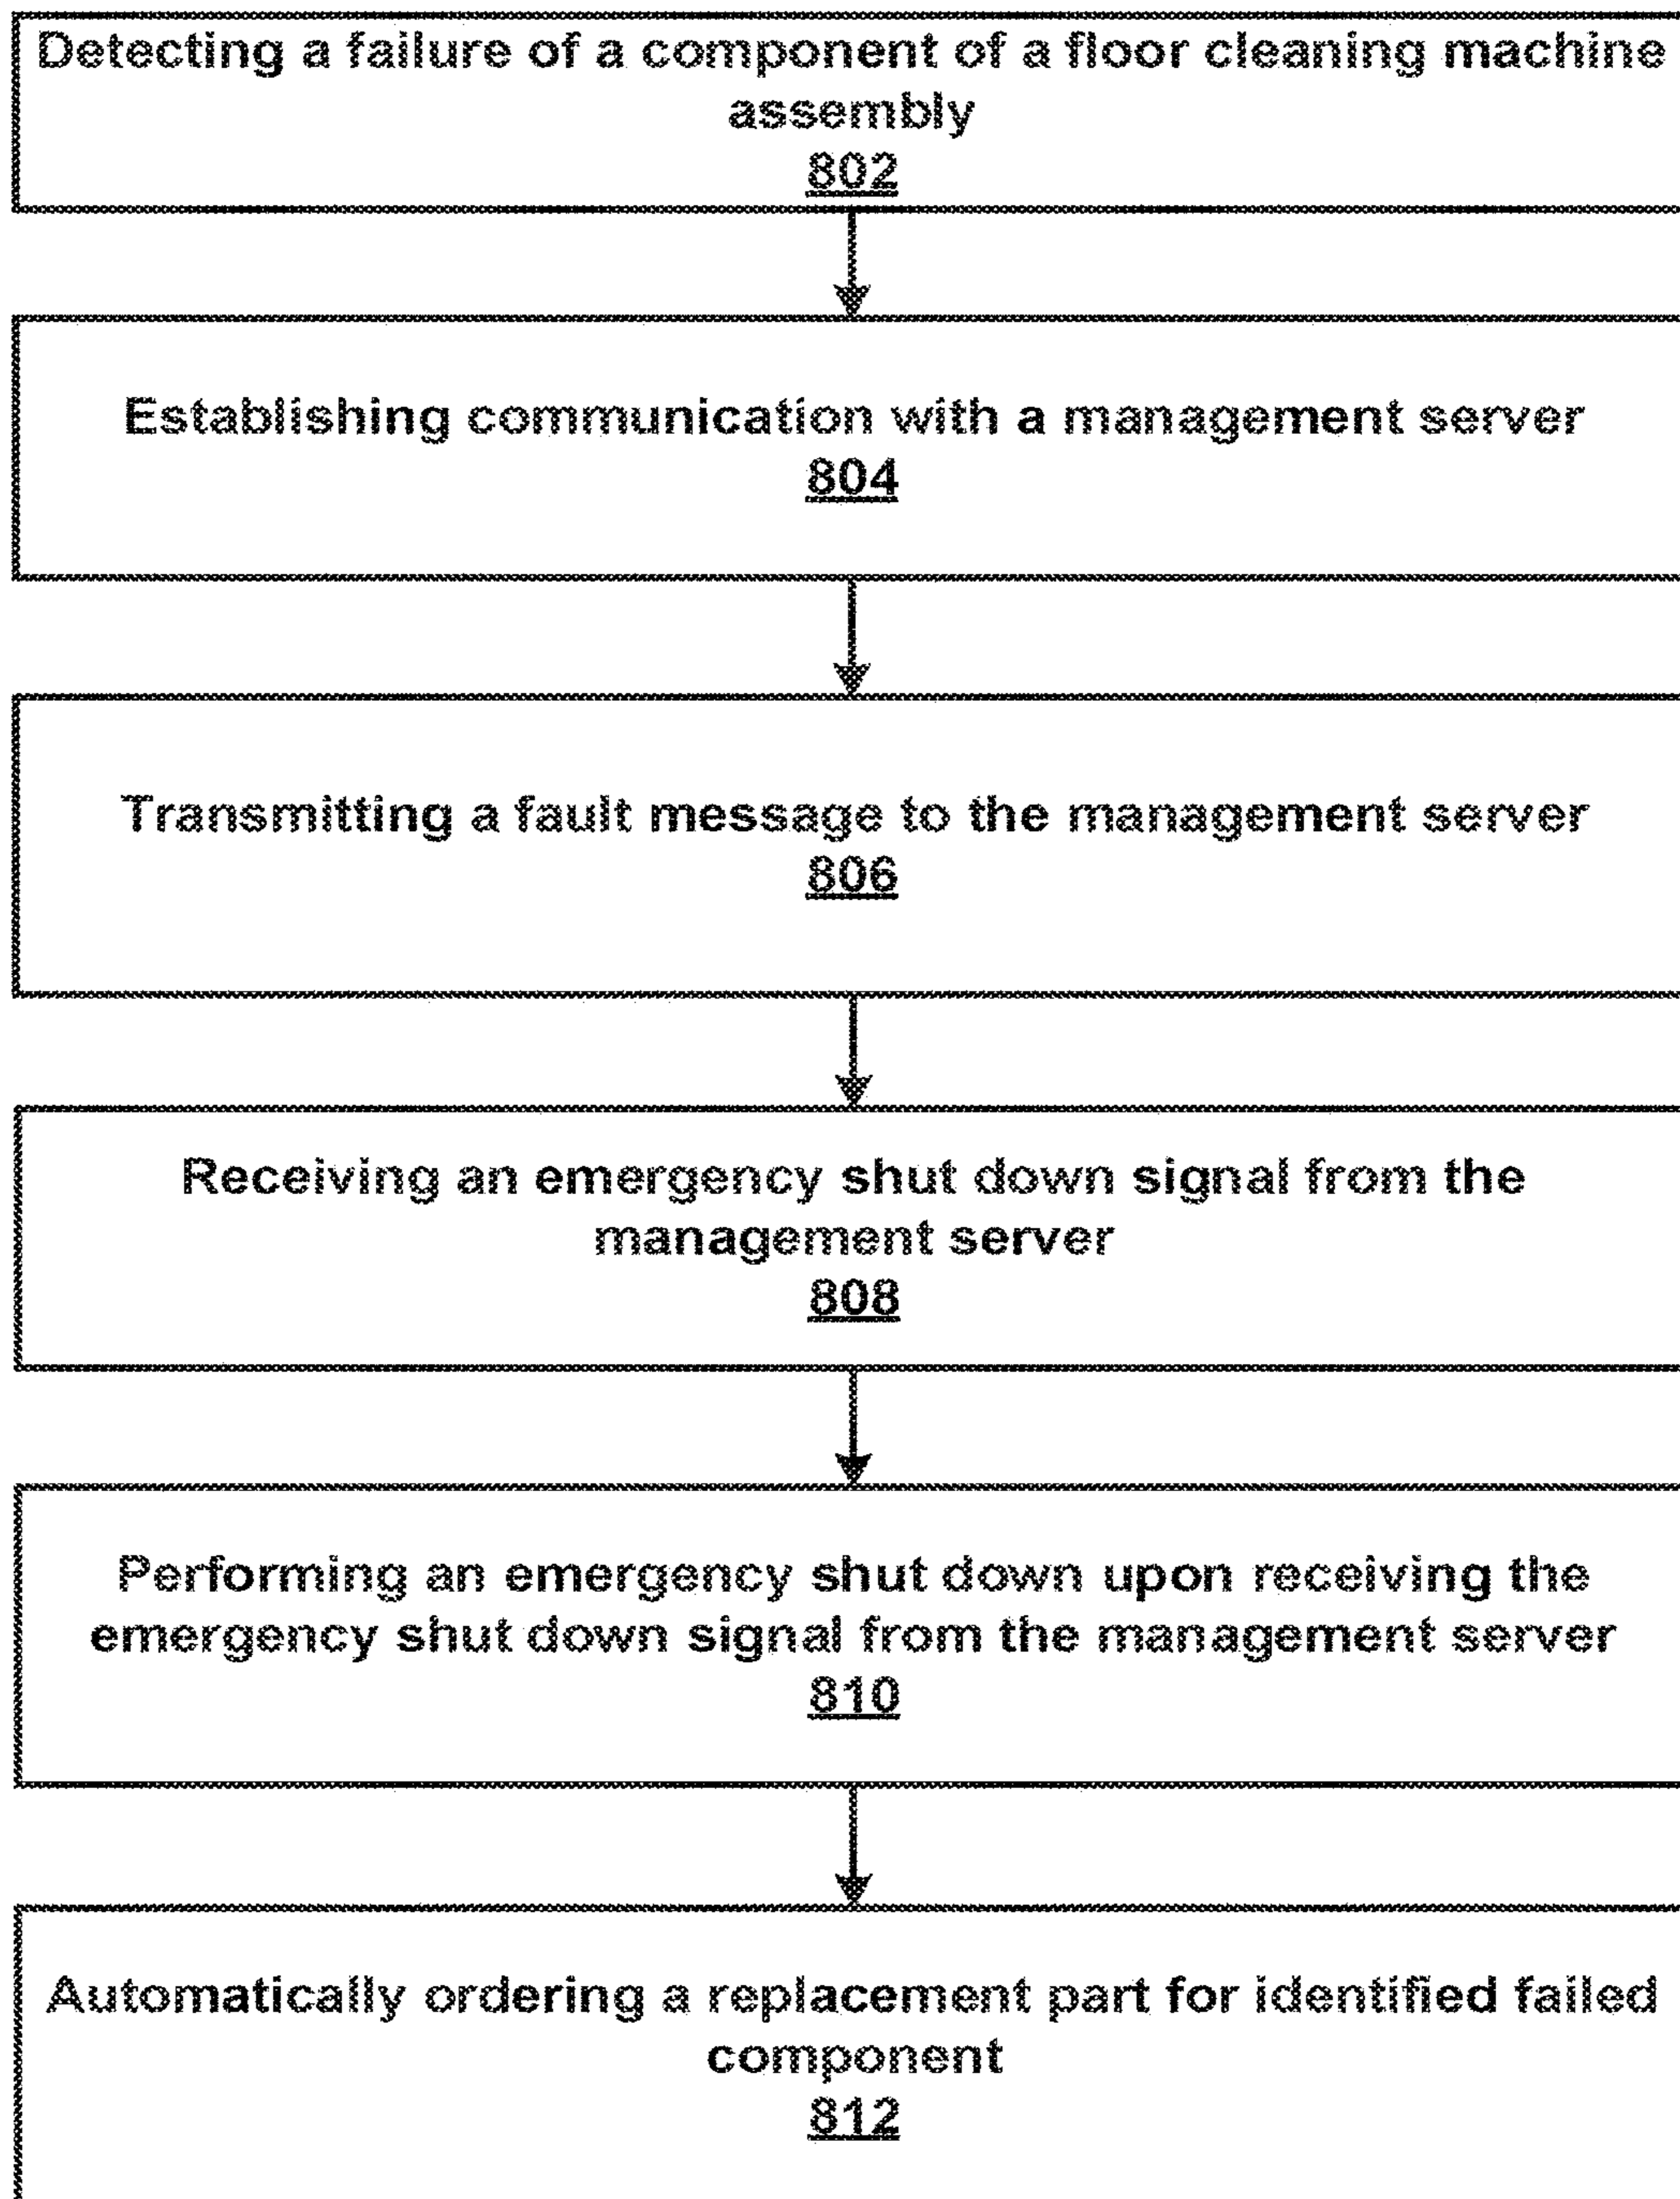 Detecting a failure of a component of a floor cleaning machine
assembly
802
Establishing communication with a management server
804
Transmitting a fault message to the management server
806
Receiving an emergency shut down signal from the
management server
808
Performing an emergency shut down upon receiving the
emergency shut down signal from the management server
810
Automatically ordering a replacement part for identified failed
component
812